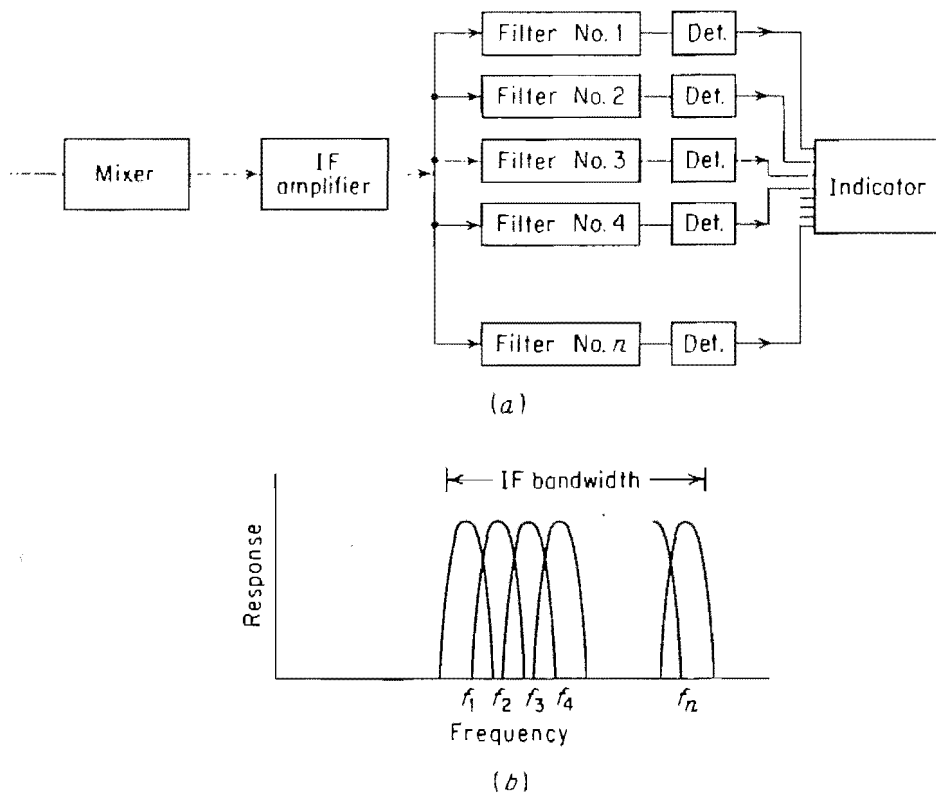 Filter No. 1
Det.
Filter No. 2
Det.
Mixer
IF
amplifier
Filter No. 3
Det.
Indicator
Filter No. 4
Det.
Filter No. n
Det.
(a)
IF bandwidth
Response
f1 f2 f3 f4 fn
Frequency
(b)